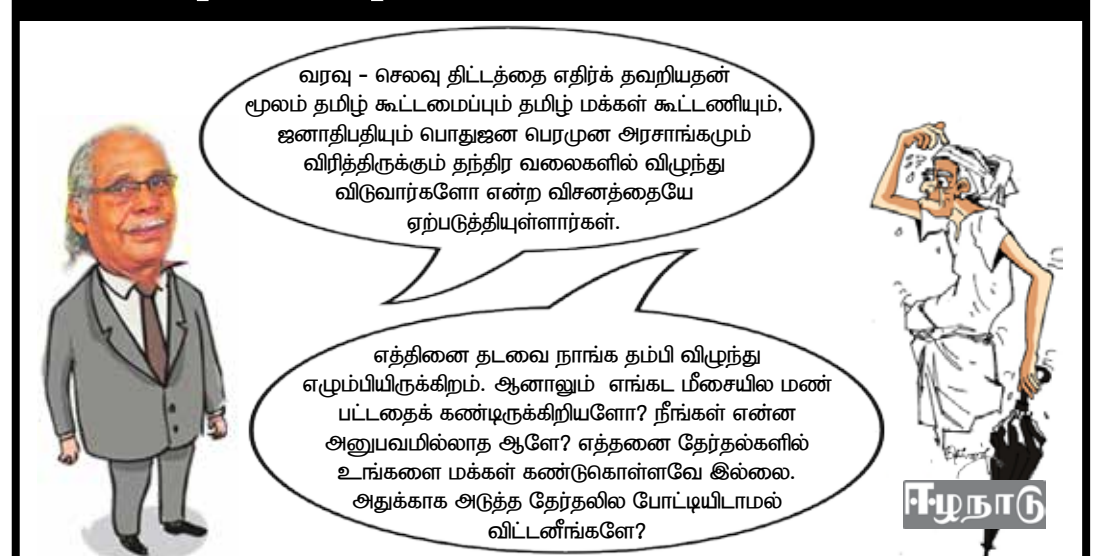 வரவு - செலவு திட்டத்தை எதிர்க் தவறியதன்
மூலம் தமிழ் கூட்டமைப்பும் தமிழ் மக்கள் கூட்டணியும்,
ஜனாதிபதியும் பொதுஜன பெரமுன அரசாங்கமும்
விரித்திருக்கும் தந்திர வலைகளில் விழுந்து
விடுவார்களோ என்ற விசனத்தையே
ஏற்படுத்தியுள்ளார்கள்.
எத்தினை தடவை நாங்க தம்பி விழுந்து
எழும்பியிருக்கிறம். ஆனாலும் எங்கட மீசையில மண்
பட்டதைக் கண்டிருக்கிறியளோ? நீங்கள் என்ன
அனுபவமில்லாத ஆளே? எத்தனை தேர்தல்களில்
உங்களை மக்கள் கண்டுகொள்ளவே இல்லை.
அதுக்காக அடுத்த தேர்தலில போட்டியிடாமல்
விட்டனீங்களே?
ஈழநாடு